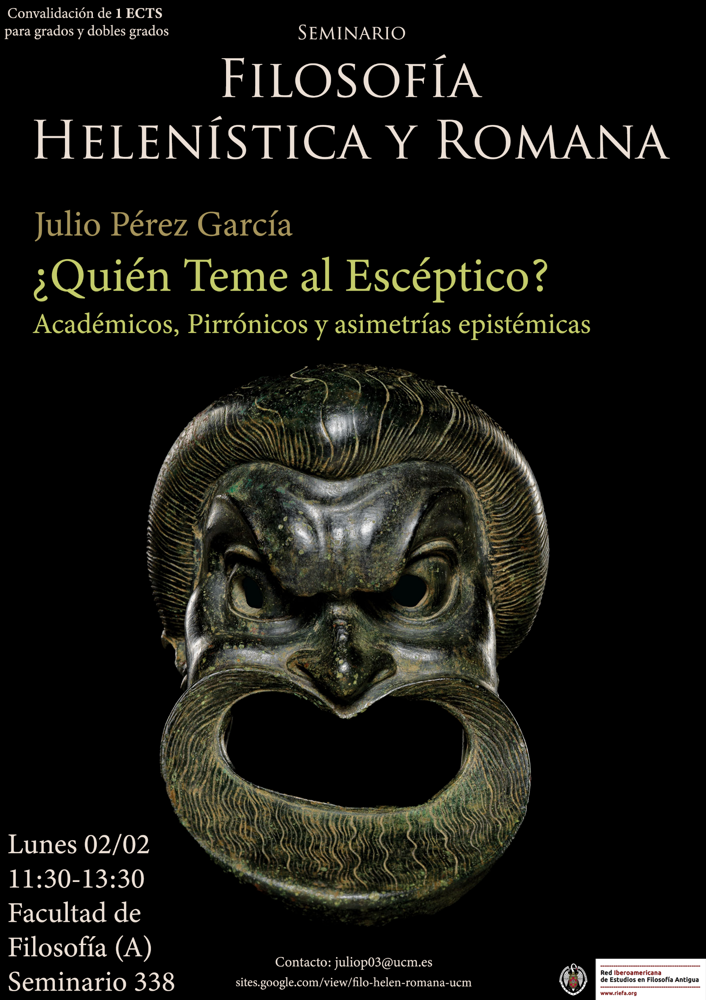 Convalidación de 1 ECTS
para grados y dobles grados
Seminario
Filosofía
Helenística y Romana
Julio Pérez García
¿Quién Teme al Escéptico?
Académicos, Pirrónicos y asimetrías epistémicas
Lunes 02/02
11:30-13:30
Facultad de
Filosofía (A)
Seminario 338
Contacto: juliop03@ucm.es
sites.google.com/view/filo-helen-romana-ucm
Red Iberoamericana
de Estudios en Filosofía Antigua
www.riefa.org